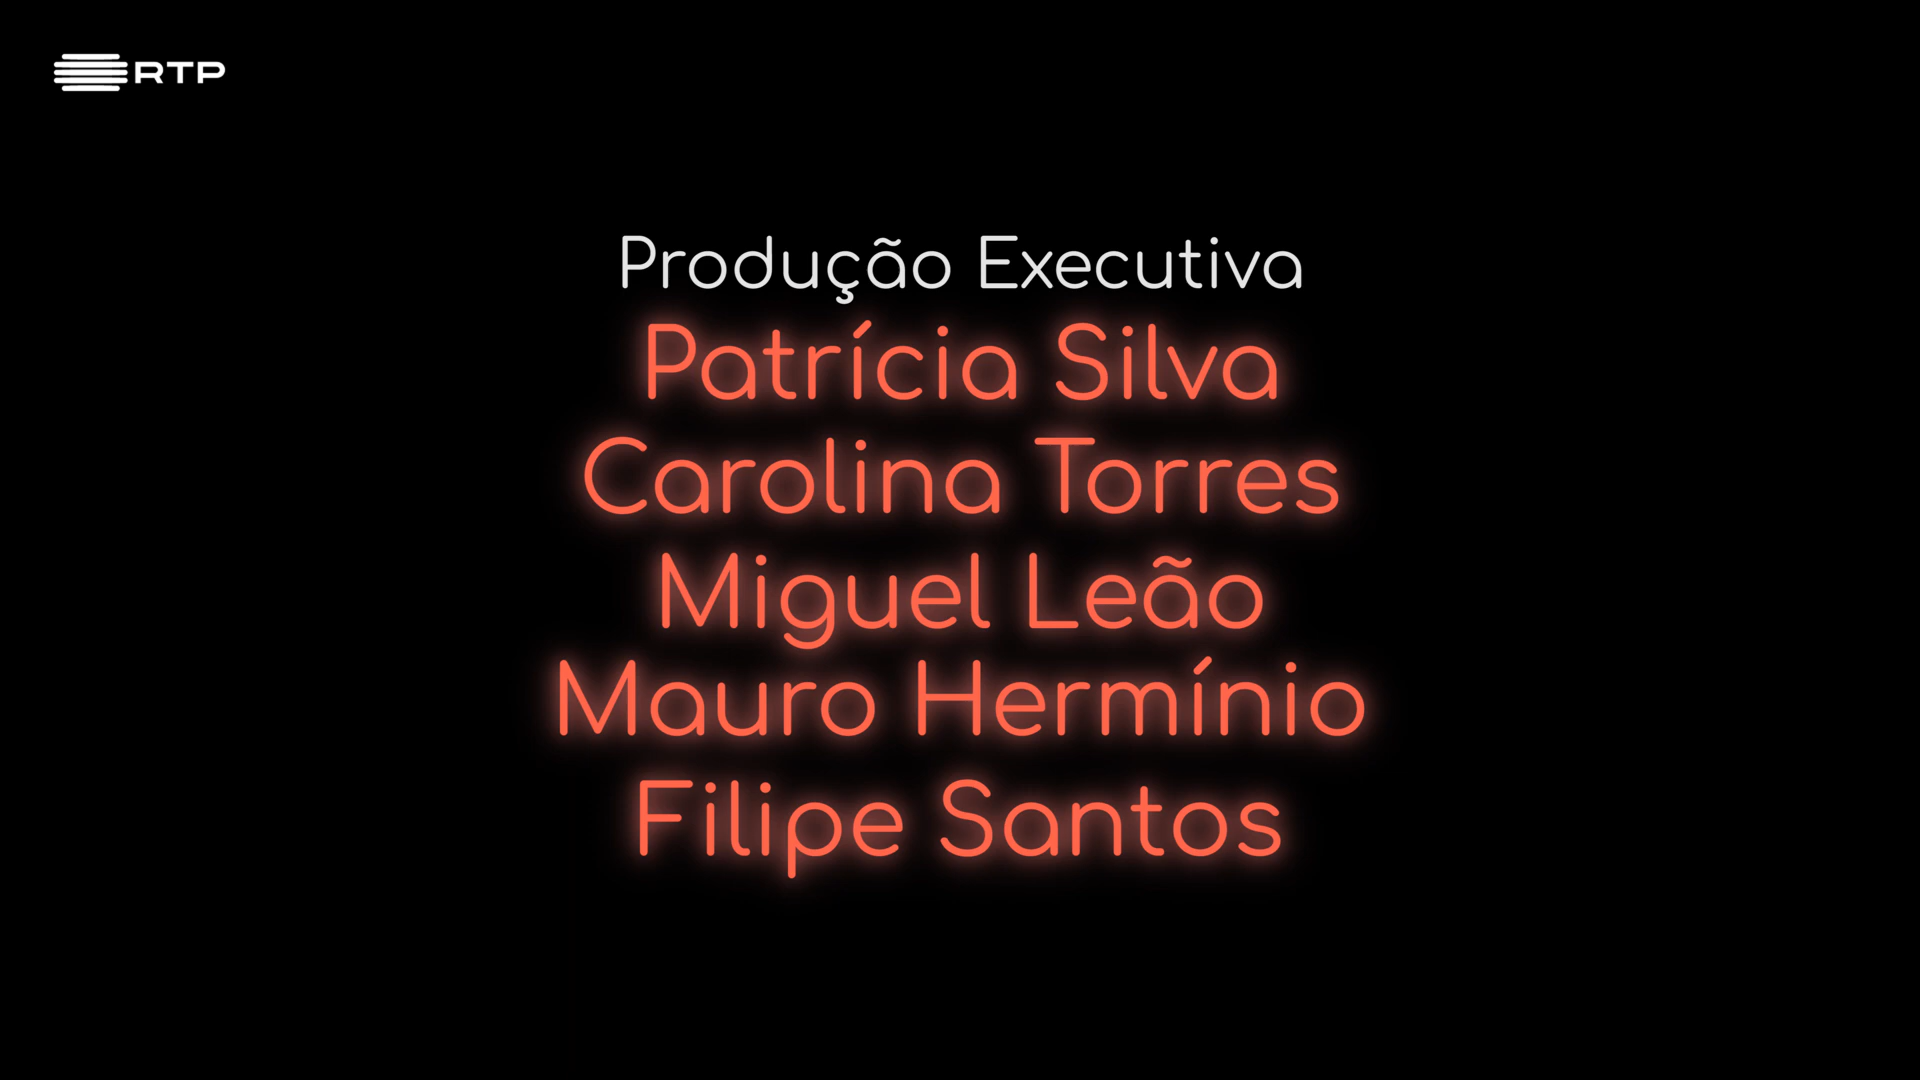 RTP
Produção Executiva
Patrícia Silva
Carolina Torres
Miguel Leão
Mauro Hermínio
Filipe Santos